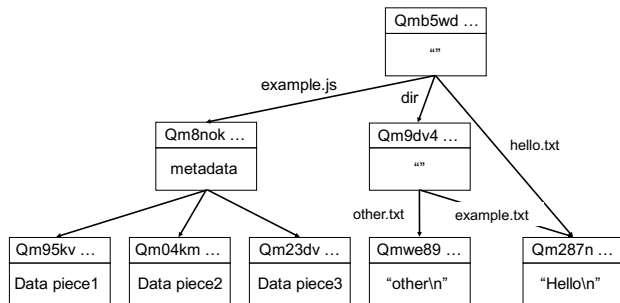 Qmb5wd ...
“”
example.js
dir
hello.txt
Qm8nok ...
metadata
Qm9dv4 ...
“”
other.txt
example.txt
Qm95kv ...
Data piece1
Qm04km ...
Data piece2
Qm23dv ...
Data piece3
Qmwe89 ...
“other\n”
Qm287n ...
“Hello\n”